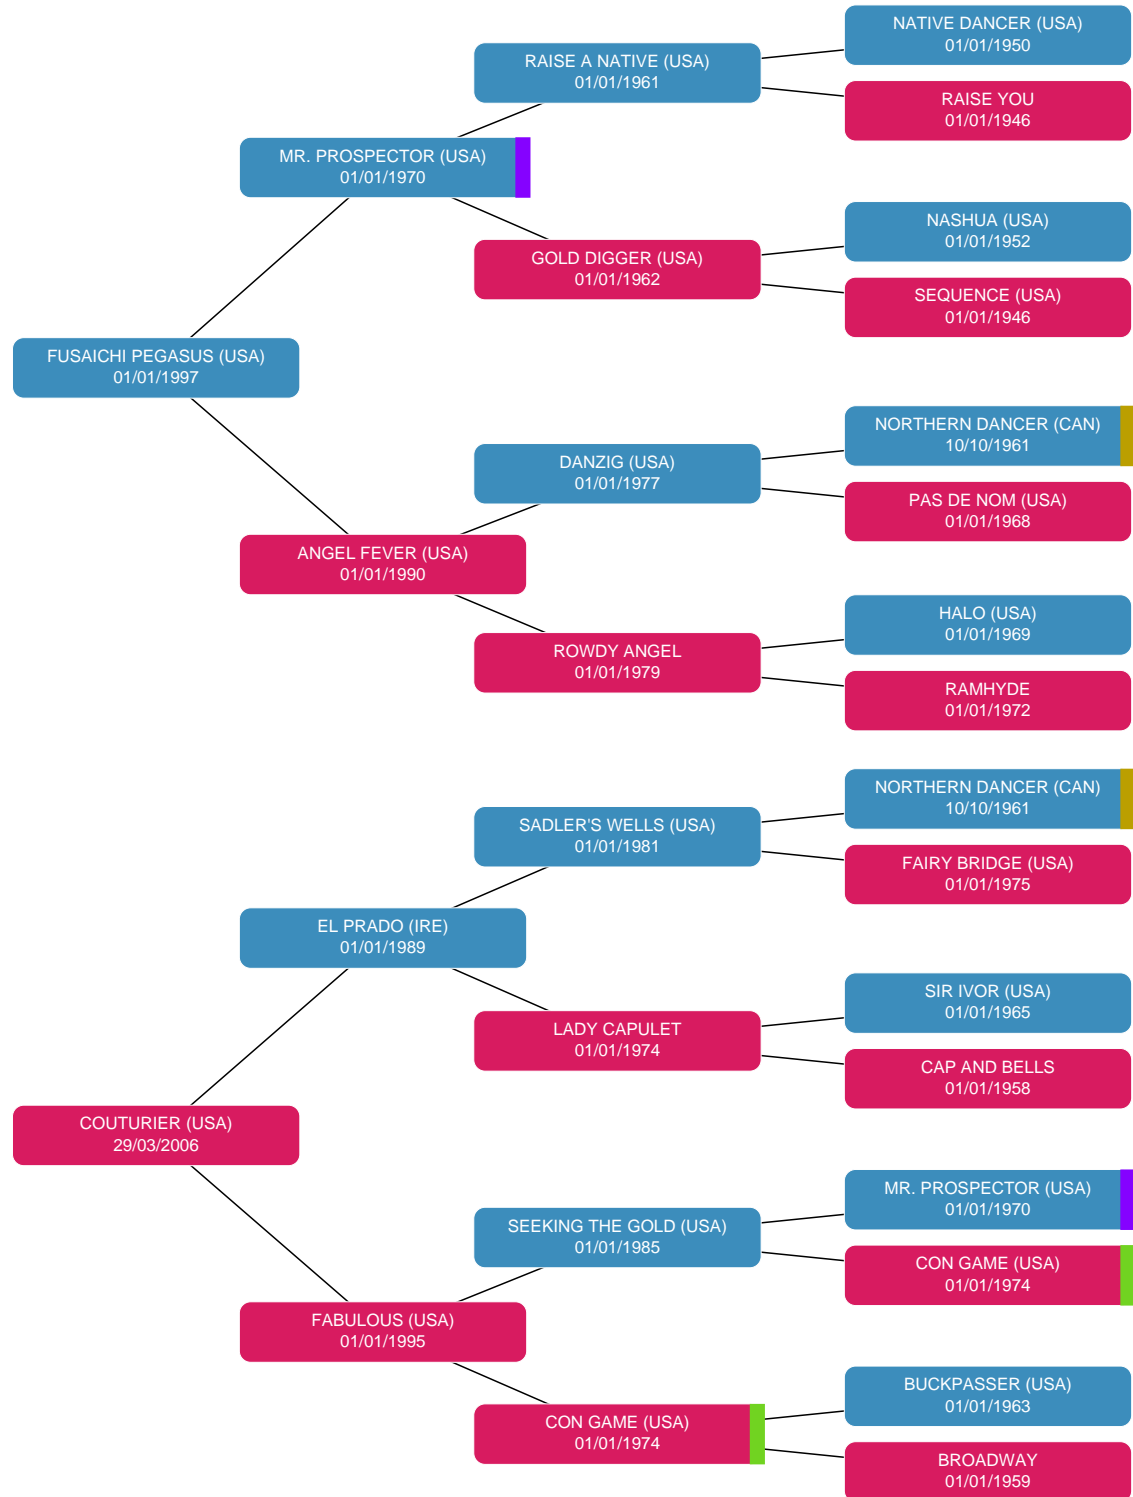 NATIVE DANCER (USA)
01/01/1950
RAISE A NATIVE (USA)
01/01/1961
RAISE YOU
01/01/1946
MR. PROSPECTOR (USA)
01/01/1970
NASHUA (USA)
01/01/1952
GOLD DIGGER (USA)
01/01/1962
SEQUENCE (USA)
01/01/1946
FUSAICHI PEGASUS (USA)
01/01/1997
NORTHERN DANCER (CAN)
10/10/1961
DANZIG (USA)
01/01/1977
PAS DE NOM (USA)
01/01/1968
ANGEL FEVER (USA)
01/01/1990
HALO (USA)
01/01/1969
ROWDY ANGEL
01/01/1979
RAMHYDE
01/01/1972
NORTHERN DANCER (CAN)
10/10/1961
SADLER'S WELLS (USA)
01/01/1981
FAIRY BRIDGE (USA)
01/01/1975
EL PRADO (IRE)
01/01/1989
SIR IVOR (USA)
01/01/1965
LADY CAPULET
01/01/1974
CAP AND BELLS
01/01/1958
COUTURIER (USA)
29/03/2006
MR. PROSPECTOR (USA)
01/01/1970
SEEKING THE GOLD (USA)
01/01/1985
CON GAME (USA)
01/01/1974
FABULOUS (USA)
01/01/1995
BUCKPASSER (USA)
01/01/1963
CON GAME (USA)
01/01/1974
BROADWAY
01/01/1959